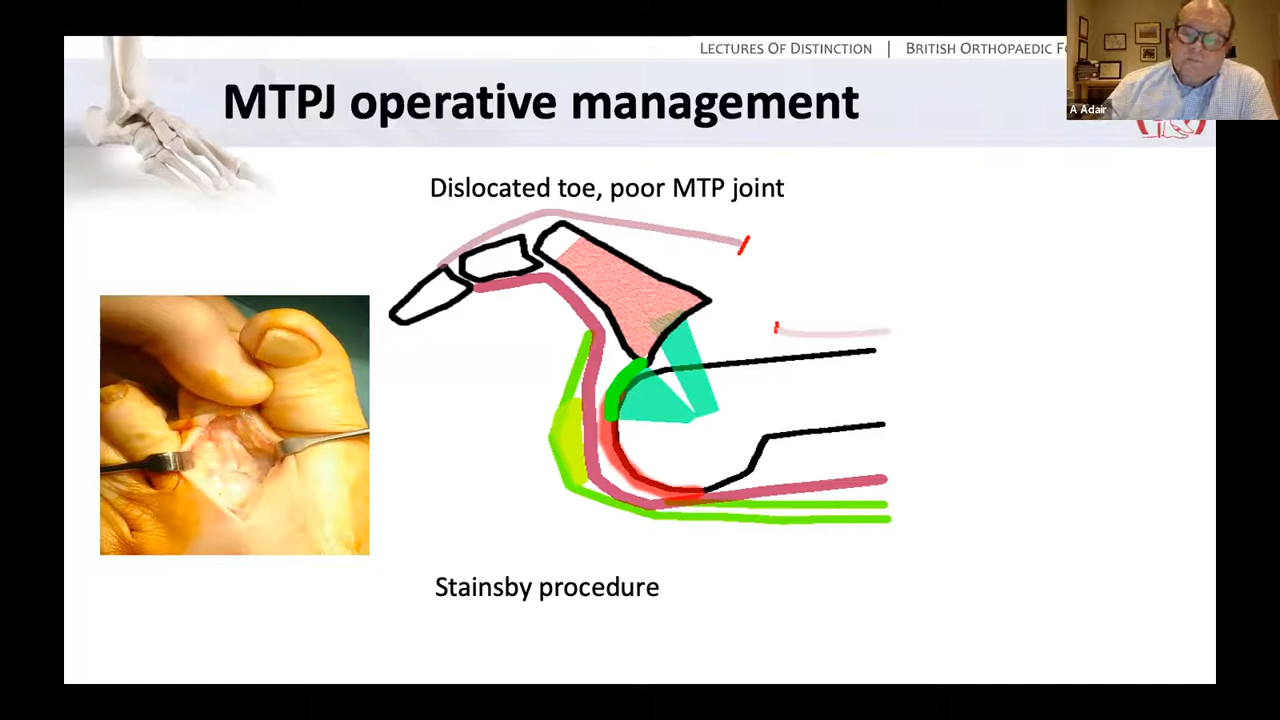 LECTURES OF DISTINCTION | BRITISH ORTHOPAEDIC
A Adair
MTPJ operative management
Dislocated toe, poor MTP joint
Stainsby procedure